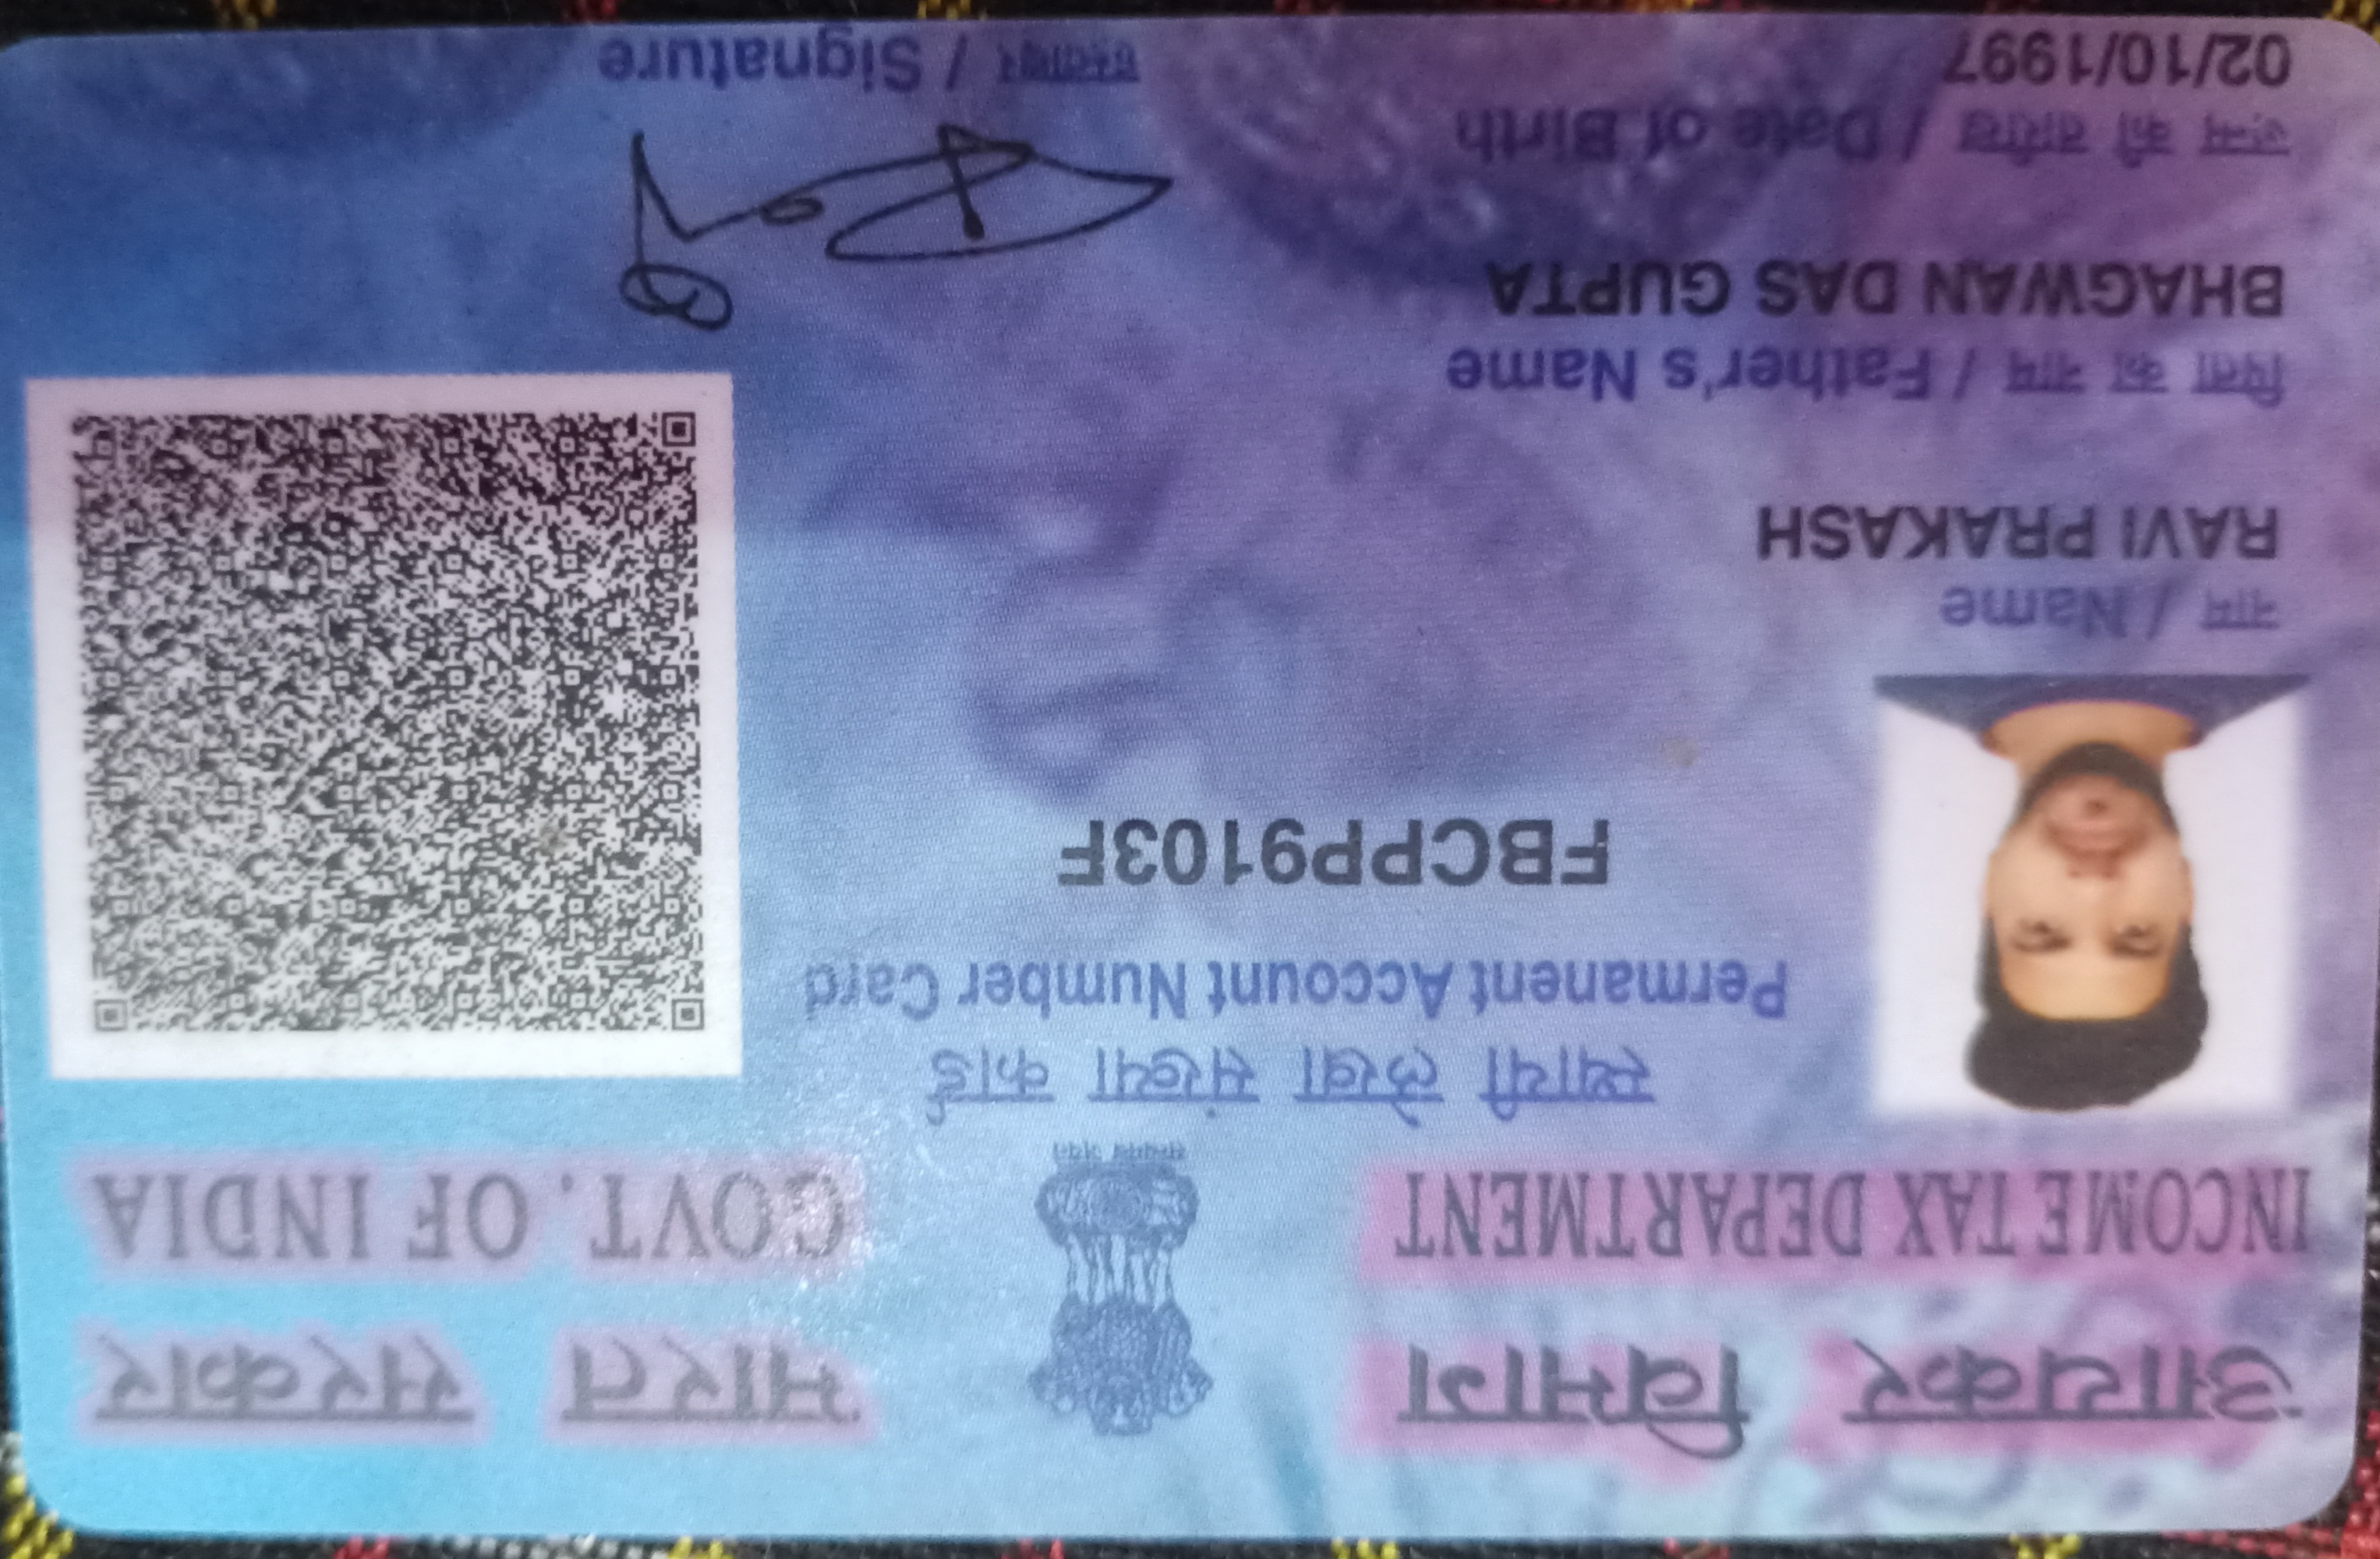 आयकर विभाग
INCOME TAX DEPARTMENT
भारत सरकार
GOVT. OF INDIA
सत्यमेव जयते
स्थायी लेखा संख्या कार्ड
Permanent Account Number Card
FBCPP9103F
नाम / Name
RAVI PRAKASH
पिता का नाम / Father's Name
BHAGWAN DAS GUPTA
जन्म की तारीख / Date of Birth
02/10/1997
हस्ताक्षर / Signature